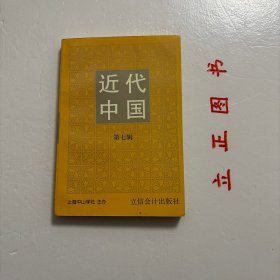 近代
中国
第七辑
上海中山学社 主办
立信会计出版社
立正图书